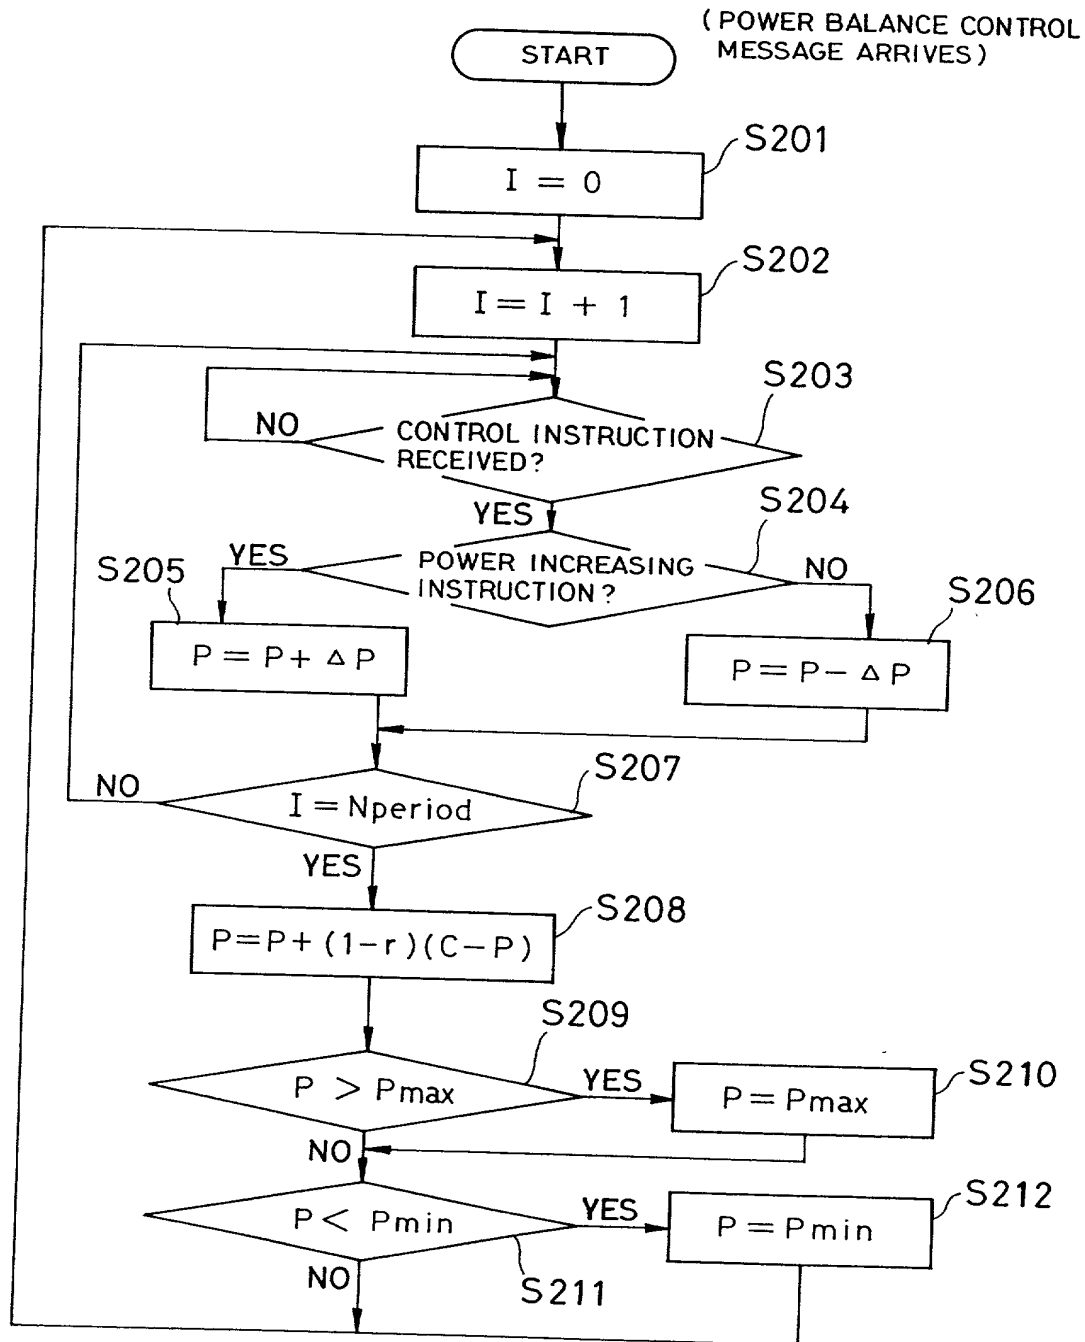 (POWER BALANCE CONTROL
MESSAGE ARRIVES)
START
S201
I = 0
S202
I = I + 1
S203
NO
CONTROL INSTRUCTION
RECEIVED?
YES
S204
YES
POWER INCREASING
INSTRUCTION?
NO
S205
S206
P = P + Δ P
P = P − Δ P
S207
NO
I = Nperiod
YES
S208
P = P + (1−r)(C−P)
S209
P > Pmax
YES
S210
P = Pmax
NO
P < Pmin
YES
S212
P = Pmin
NO
S211